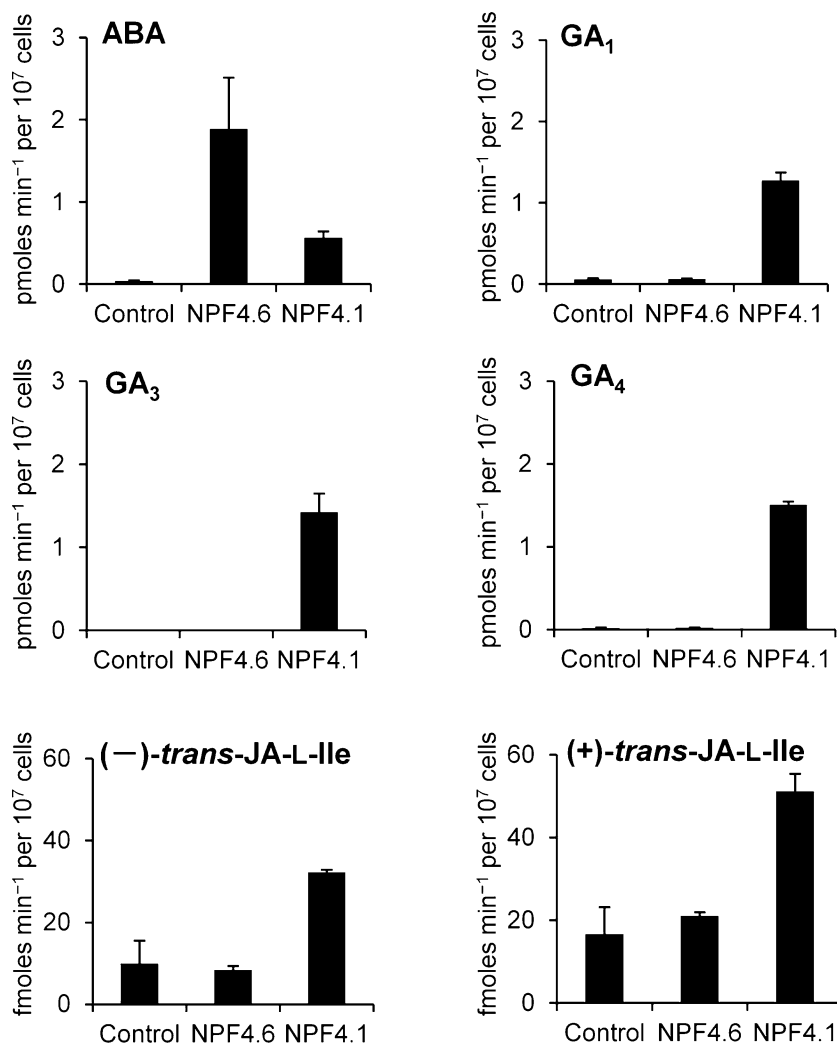 ABA
pmoles min⁻¹ per 10⁷ cells
3
2
1
0
Control NPF4.6 NPF4.1
GA₁
pmoles min⁻¹ per 10⁷ cells
3
2
1
0
Control NPF4.6 NPF4.1
GA₃
pmoles min⁻¹ per 10⁷ cells
3
2
1
0
Control NPF4.6 NPF4.1
GA₄
pmoles min⁻¹ per 10⁷ cells
3
2
1
0
Control NPF4.6 NPF4.1
(—)-trans-JA-L-Ile
fmoles min⁻¹ per 10⁷ cells
60
40
20
0
Control NPF4.6 NPF4.1
(+)-trans-JA-L-Ile
fmoles min⁻¹ per 10⁷ cells
60
40
20
0
Control NPF4.6 NPF4.1